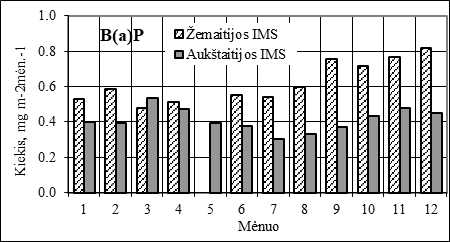 B(a)P
Žemaitijos IMS
Aukštaitijos IMS
Kiekis, mg m-2mėn.-1
1.0
0.8
0.6
0.4
0.2
0.0
1 2 3 4 5 6 7 8 9 10 11 12
Mėnuo